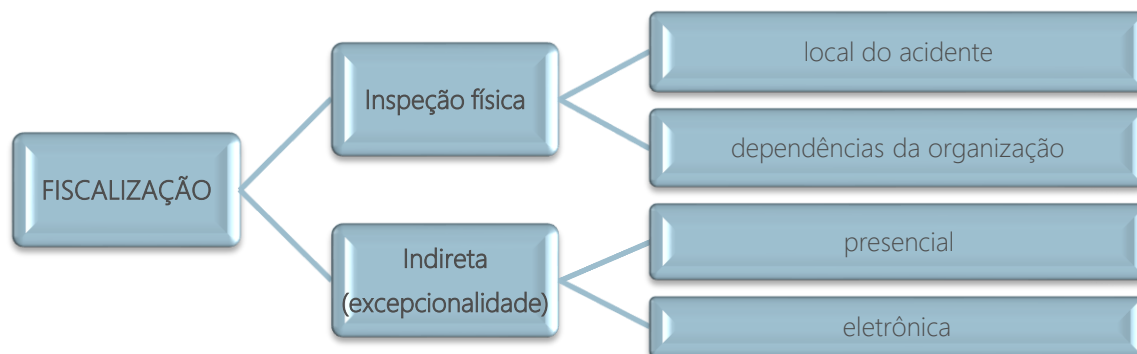 FISCALIZAÇÃO
Inspeção física
local do acidente
dependências da organização
Indireta
(excepcionalidade)
presencial
eletrônica